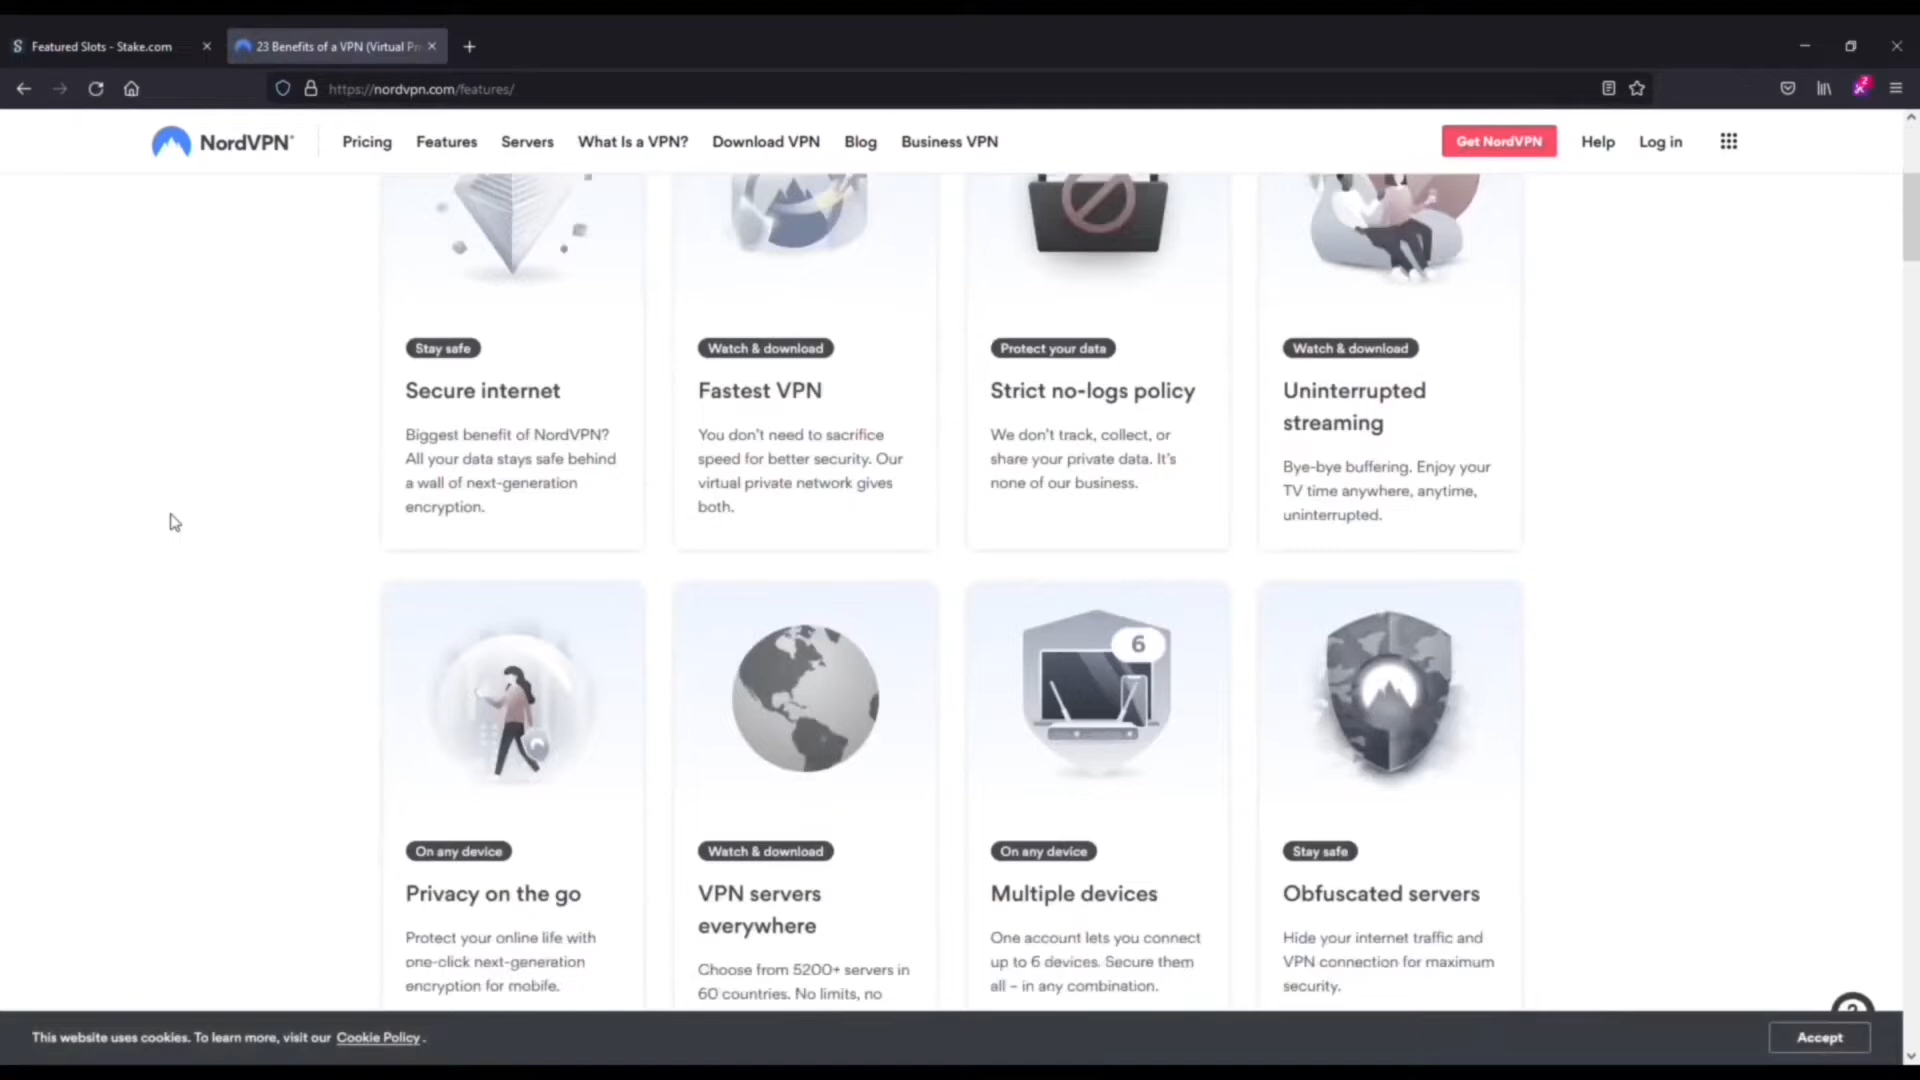 Featured Slots - Stake.com
23 Benefits of a VPN (Virtual Pr
https://nordvpn.com/features/
2
NordVPN®
Pricing
Features
Servers
What Is a VPN?
Download VPN
Blog
Business VPN
Get NordVPN
Help
Log in
Stay safe
Secure internet
Biggest benefit of NordVPN?
All your data stays safe behind
a wall of next-generation
encryption.
Watch & download
Fastest VPN
You don't need to sacrifice
speed for better security. Our
virtual private network gives
both.
Protect your data
Strict no-logs policy
We don't track, collect, or
share your private data. It's
none of our business.
Watch & download
Uninterrupted
streaming
Bye-bye buffering. Enjoy your
TV time anywhere, anytime,
uninterrupted.
On any device
Privacy on the go
Protect your online life with
one-click next-generation
encryption for mobile.
Watch & download
VPN servers
everywhere
Choose from 5200+ servers in
60 countries. No limits, no
6
On any device
Multiple devices
One account lets you connect
up to 6 devices. Secure them
all – in any combination.
Stay safe
Obfuscated servers
Hide your internet traffic and
VPN connection for maximum
security.
This website uses cookies. To learn more, visit our Cookie Policy.
Accept